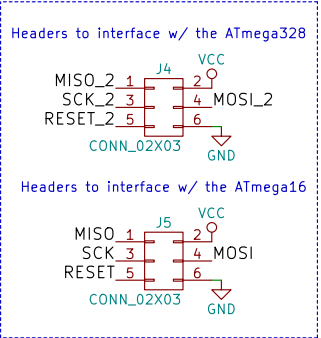 Headers to interface w/ the ATmega328
J4
VCC
MISO_2 1 2
SCK_2 3 4 MOSI_2
RESET_2 5 6
CONN_02X03
GND
Headers to interface w/ the ATmega16
J5
VCC
MISO 1 2
SCK 3 4 MOSI
RESET 5 6
CONN_02X03
GND